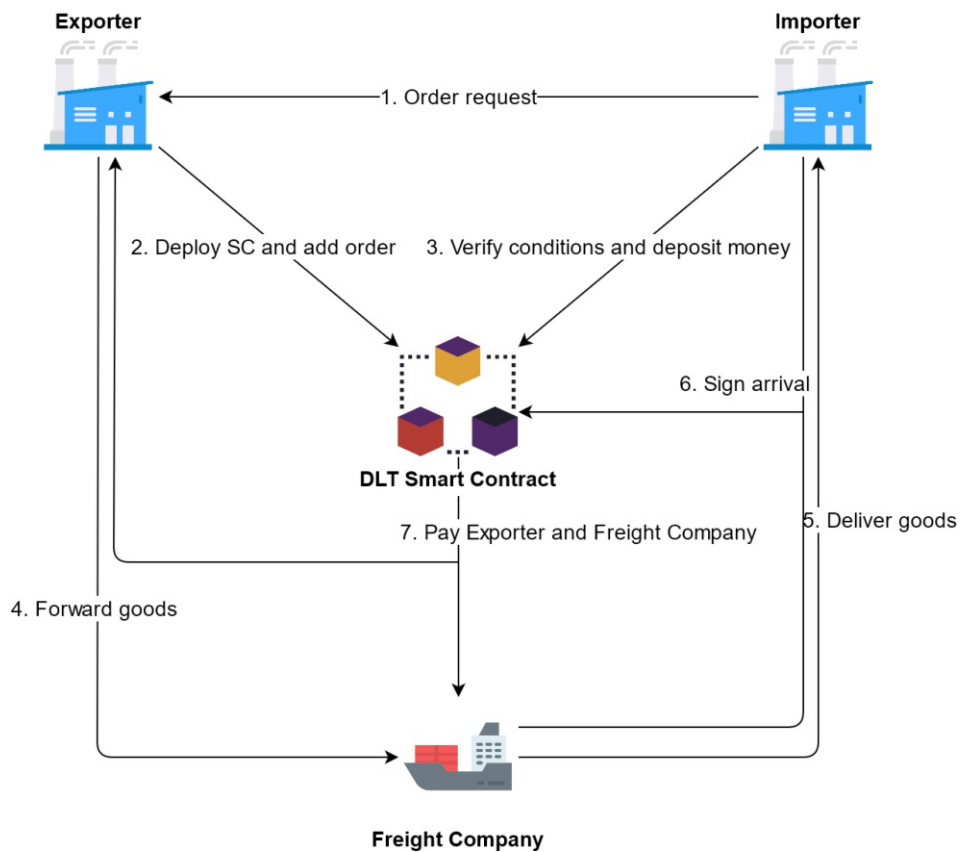 Exporter
Importer
1. Order request
2. Deploy SC and add order
3. Verify conditions and deposit money
6. Sign arrival
DLT Smart Contract
5. Deliver goods
7. Pay Exporter and Freight Company
4. Forward goods
Freight Company